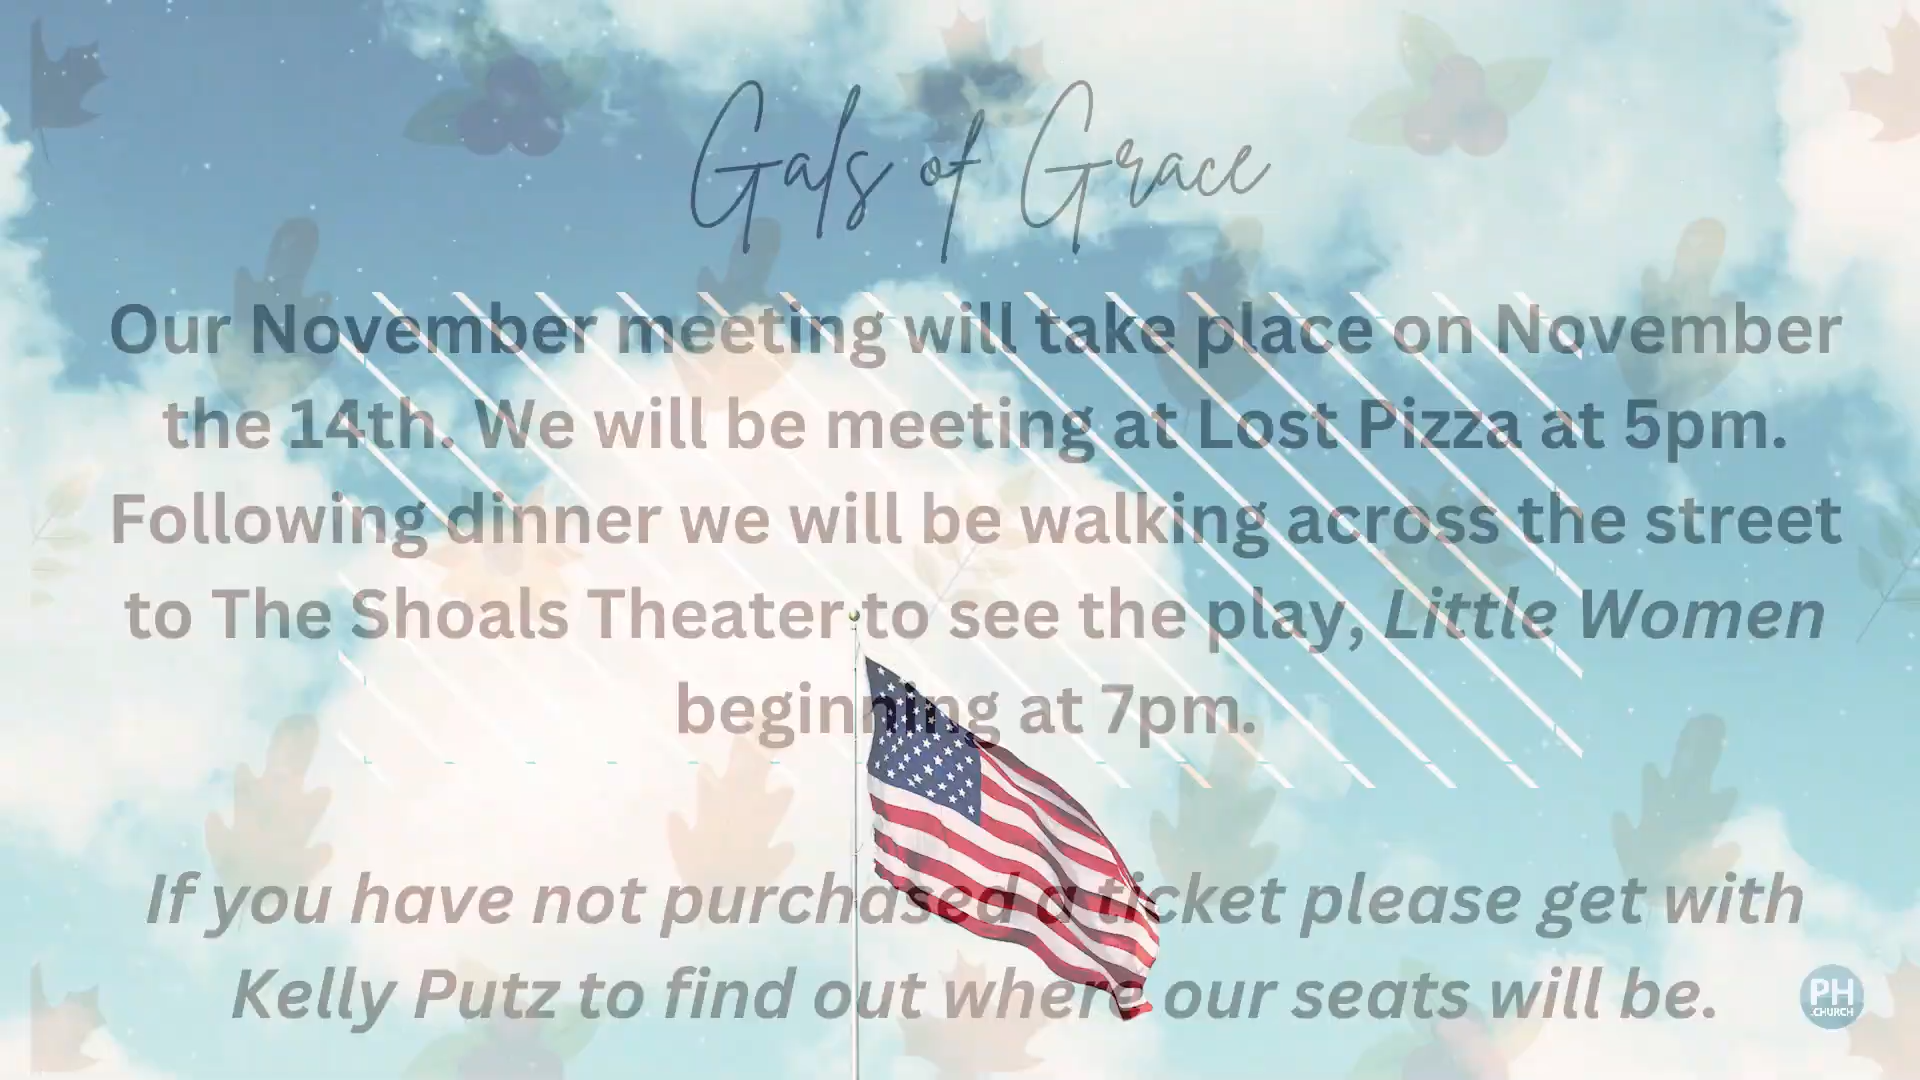 Gals of Grace
Our November meeting will take place on November
the 14th. We will be meeting at Lost Pizza at 5pm.
Following dinner we will be walking across the street
to The Shoals Theater to see the play, Little Women
beginning at 7pm.
If you have not purchased a ticket please get with
Kelly Putz to find out where our seats will be.
PH
.CHURCH